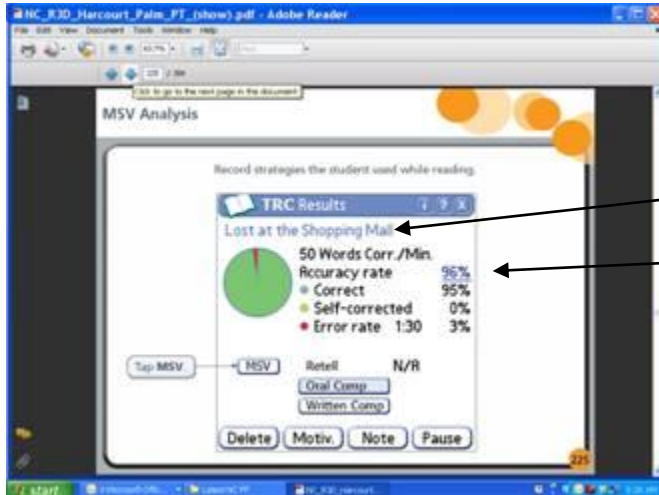 NC_R3D_Harcourt_Palm_PT_(show).pdf - Adobe Reader
File Edit View Document Tools Window Help
Click to go to the next page in the document
MSV Analysis
Record strategies the student used while reading.
TRC Results i ? X
Lost at the Shopping Mall
50 Words Corr./Min.
Accuracy rate 96%
Correct 95%
Self-corrected 0%
Error rate 1:30 3%
Tap MSV
MSV Retell N/R
Oral Comp
Written Comp
Delete Motiv. Note Pause
225
start